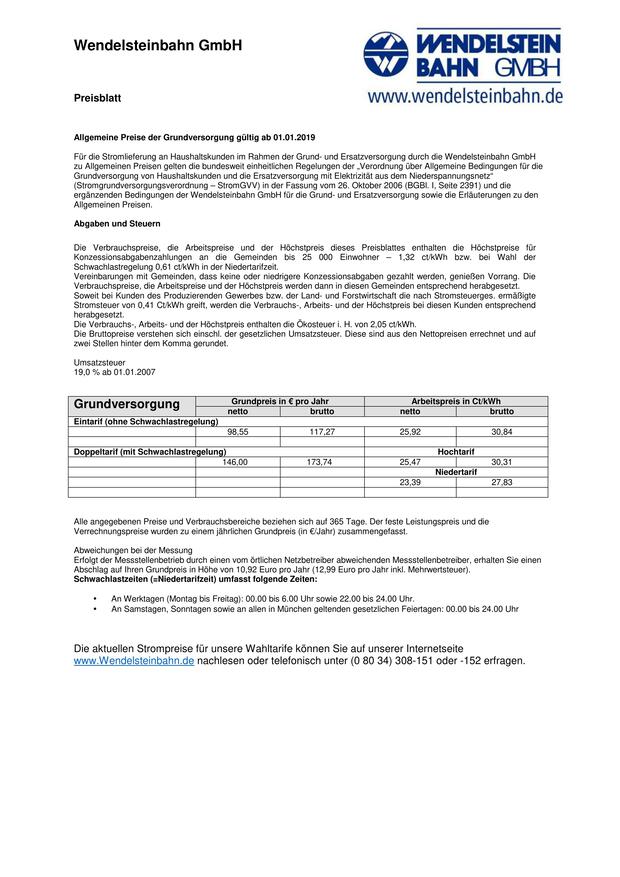 Wendelsteinbahn GmbH
WENDELSTEIN
BAHN GMBH
www.wendelsteinbahn.de
Preisblatt
Allgemeine Preise der Grundversorgung gültig ab 01.01.2019
Für die Stromlieferung an Haushaltskunden im Rahmen der Grund- und Ersatzversorgung durch die Wendelsteinbahn GmbH
zu Allgemeinen Preisen gelten die bundesweit einheitlichen Regelungen der „Verordnung über Allgemeine Bedingungen für die
Grundversorgung von Haushaltskunden und die Ersatzversorgung mit Elektrizität aus dem Niederspannungsnetz“
(Stromgrundversorgungsverordnung – StromGVV) in der Fassung vom 26. Oktober 2006 (BGBl. I, Seite 2391) und die
ergänzenden Bedingungen der Wendelsteinbahn GmbH für die Grund- und Ersatzversorgung sowie die Erläuterungen zu den
Allgemeinen Preisen.
Abgaben und Steuern
Die Verbrauchspreise, die Arbeitspreise und der Höchstpreis dieses Preisblattes enthalten die Höchstpreise für
Konzessionsabgabenzahlungen an die Gemeinden bis 25 000 Einwohner – 1,32 ct/kWh bzw. bei Wahl der
Schwachlastregelung 0,61 ct/kWh in der Niedertarifzeit.
Vereinbarungen mit Gemeinden, dass keine oder niedrigere Konzessionsabgaben gezahlt werden, genießen Vorrang. Die
Verbrauchspreise, die Arbeitspreise und der Höchstpreis werden dann in diesen Gemeinden entsprechend herabgesetzt.
Soweit bei Kunden des Produzierenden Gewerbes bzw. der Land- und Forstwirtschaft die nach Stromsteuerges. ermäßigte
Stromsteuer von 0,41 Ct/kWh greift, werden die Verbrauchs-, Arbeits- und der Höchstpreis bei diesen Kunden entsprechend
herabgesetzt.
Die Verbrauchs-, Arbeits- und der Höchstpreis enthalten die Ökosteuer i. H. von 2,05 ct/kWh.
Die Bruttopreise verstehen sich einschl. der gesetzlichen Umsatzsteuer. Diese sind aus den Nettopreisen errechnet und auf
zwei Stellen hinter dem Komma gerundet.
Umsatzsteuer
19,0 % ab 01.01.2007
Grundversorgung Grundpreis in € pro Jahr Arbeitspreis in Ct/kWh
netto brutto netto brutto
Eintarif (ohne Schwachlastregelung)
98,55 117,27 25,92 30,84
Doppeltarif (mit Schwachlastregelung) Hochtarif
146,00 173,74 25,47 30,31
Niedertarif
23,39 27,83
Alle angegebenen Preise und Verbrauchsbereiche beziehen sich auf 365 Tage. Der feste Leistungspreis und die
Verrechnungspreise wurden zu einem jährlichen Grundpreis (in €/Jahr) zusammengefasst.
Abweichungen bei der Messung
Erfolgt der Messstellenbetrieb durch einen vom örtlichen Netzbetreiber abweichenden Messstellenbetreiber, erhalten Sie einen
Abschlag auf Ihren Grundpreis in Höhe von 10,92 Euro pro Jahr (12,99 Euro pro Jahr inkl. Mehrwertsteuer).
Schwachlastzeiten (=Niedertarifzeit) umfasst folgende Zeiten:
• An Werktagen (Montag bis Freitag): 00.00 bis 6.00 Uhr sowie 22.00 bis 24.00 Uhr.
• An Samstagen, Sonntagen sowie an allen in München geltenden gesetzlichen Feiertagen: 00.00 bis 24.00 Uhr
Die aktuellen Strompreise für unsere Wahltarife können Sie auf unserer Internetseite
www.Wendelsteinbahn.de nachlesen oder telefonisch unter (0 80 34) 308-151 oder -152 erfragen.